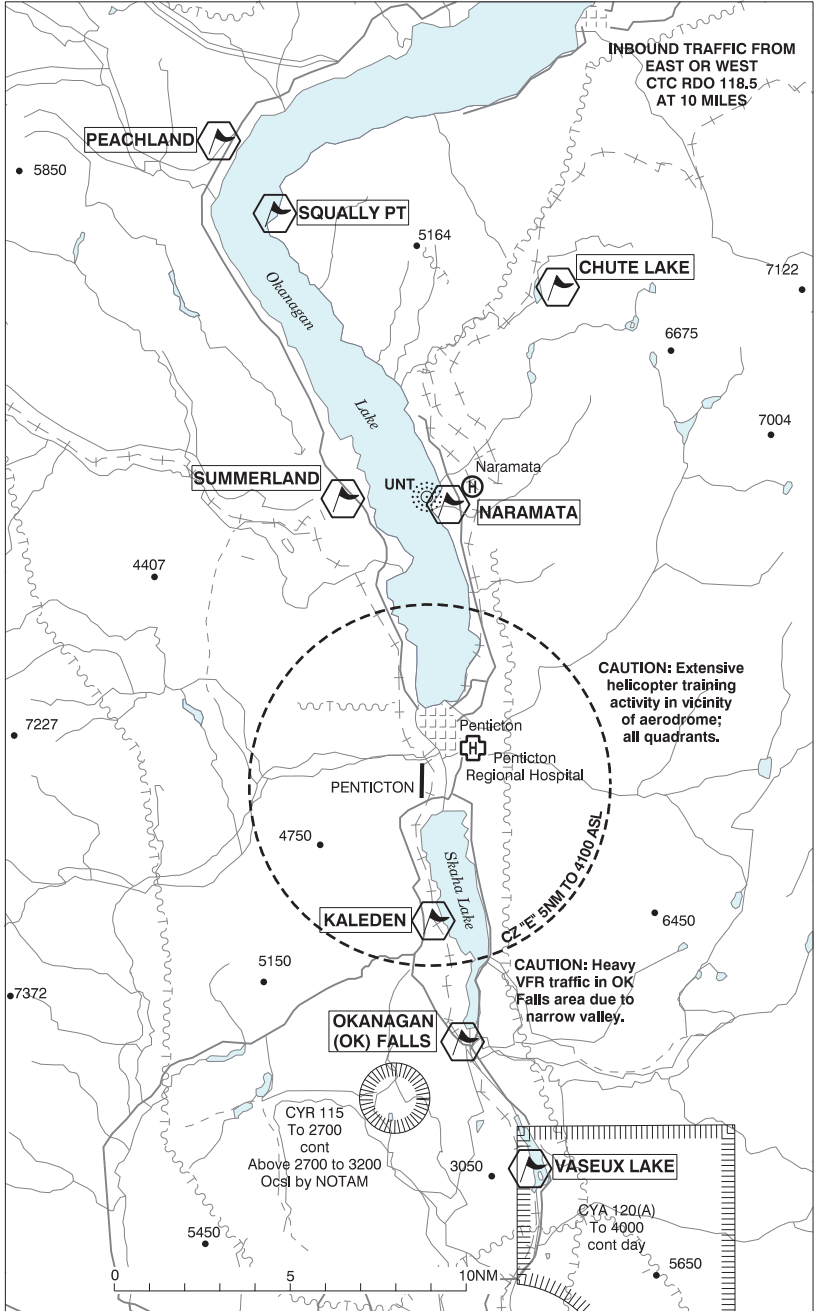 INBOUND TRAFFIC FROM
EAST OR WEST
CTC RDO 118.5
AT 10 MILES
PEACHLAND
5850
SQUALLY PT
5164
CHUTE LAKE
7122
Okanagan
6675
Lake
7004
Naramata
H
SUMMERLAND
UNT
NARAMATA
4407
CAUTION: Extensive
helicopter training
activity in vicinity
of aerodrome;
all quadrants.
7227
Penticton
H
Penticton
Regional Hospital
PENTICTON
4750
Skaha Lake
CZ "E" 5NM TO 4100 ASL
KALEDEN
6450
5150
CAUTION: Heavy
VFR traffic in OK
Falls area due to
narrow valley.
7372
OKANAGAN
(OK) FALLS
CYR 115
To 2700
cont
Above 2700 to 3200
Ocsl by NOTAM
3050
VASEUX LAKE
CYA 120(A)
To 4000
cont day
5450
5650
0 5 10NM